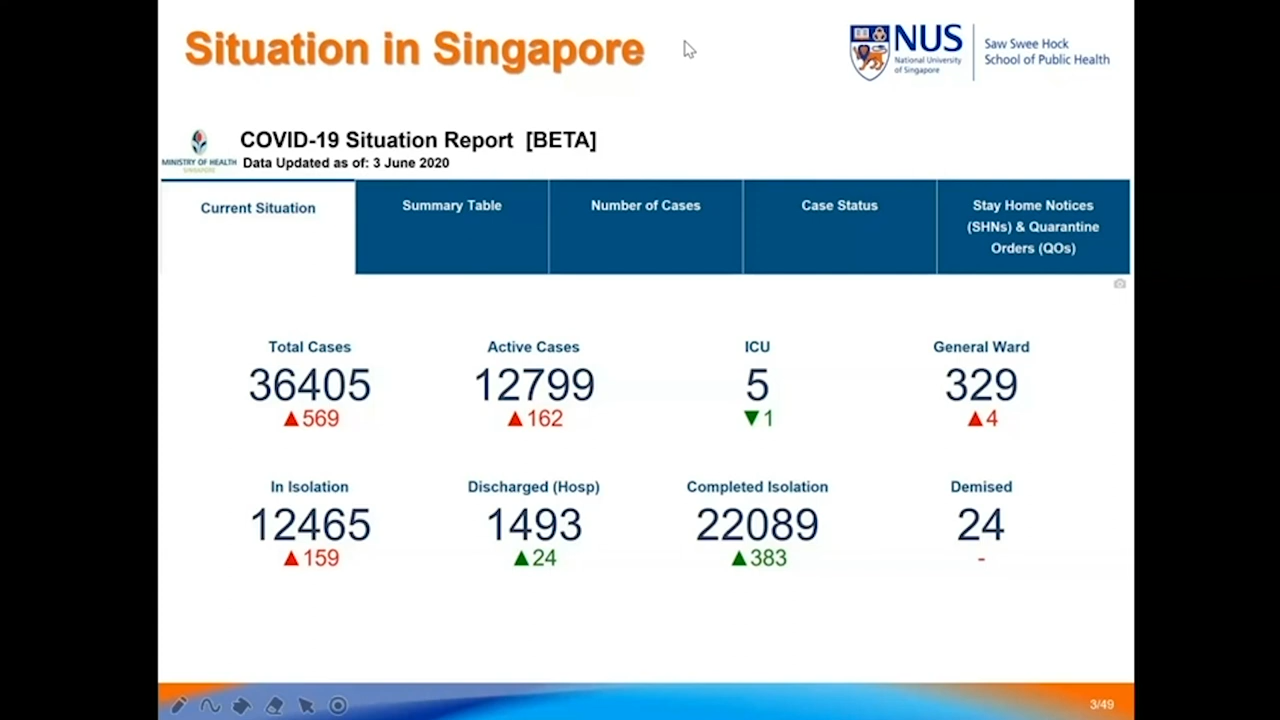 Situation in Singapore
NUS
National University
of Singapore
Saw Swee Hock
School of Public Health
MINISTRY OF HEALTH
SINGAPORE
COVID-19 Situation Report [BETA]
Data Updated as of: 3 June 2020
Current Situation
Summary Table
Number of Cases
Case Status
Stay Home Notices
(SHNs) & Quarantine
Orders (QOs)
Total Cases
36405
▲569
Active Cases
12799
▲162
ICU
5
▼1
General Ward
329
▲4
In Isolation
12465
▲159
Discharged (Hosp)
1493
▲24
Completed Isolation
22089
▲383
Demised
24
-
3/49